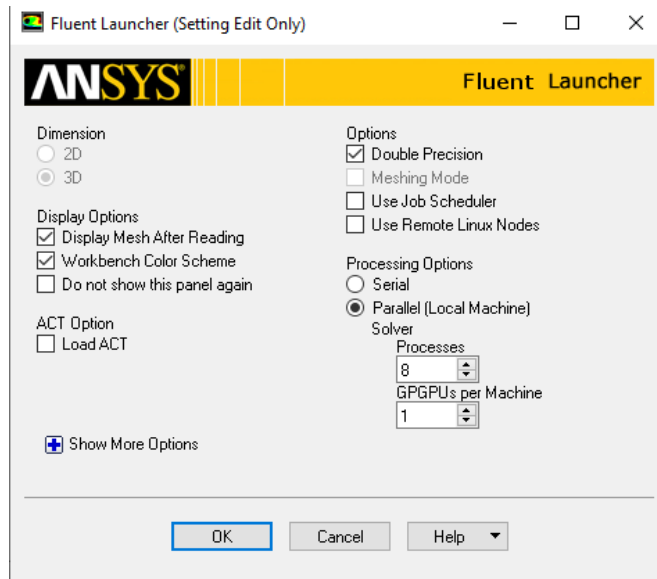 Fluent Launcher (Setting Edit Only)
ANSYS
Fluent Launcher
Dimension
2D
3D
Display Options
Display Mesh After Reading
Workbench Color Scheme
Do not show this panel again
ACT Option
Load ACT
Show More Options
Options
Double Precision
Meshing Mode
Use Job Scheduler
Use Remote Linux Nodes
Processing Options
Serial
Parallel (Local Machine)
Solver
Processes
8
GPGPUs per Machine
1
OK
Cancel
Help